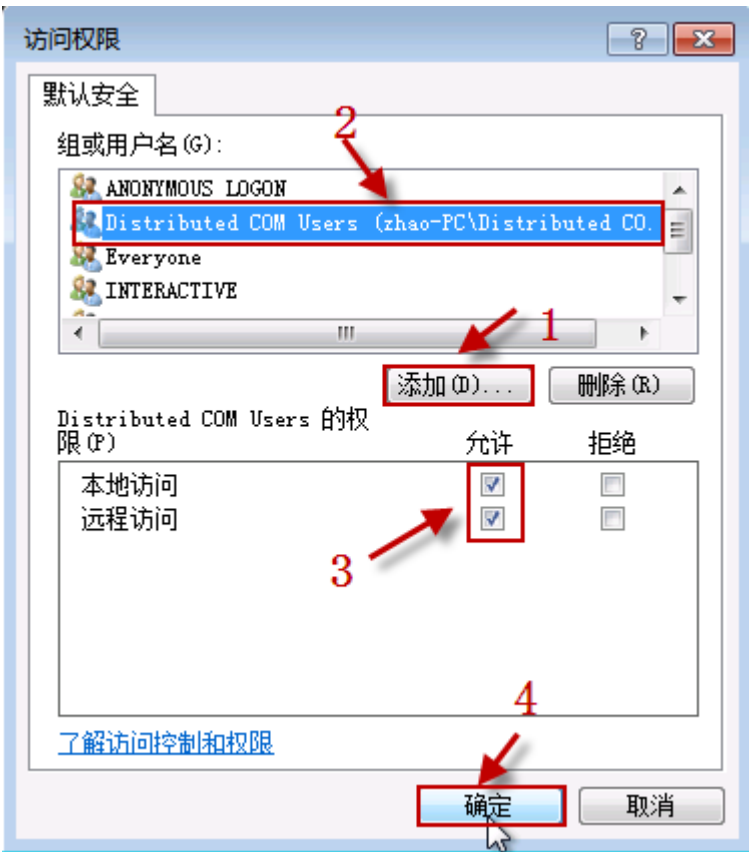 访问权限
默认安全
组或用户名(G):
2
ANONYMOUS LOGON
Distributed COM Users (zhao-PC\Distributed CO.
Everyone
INTERACTIVE
1
添加(D)... 删除(R)
Distributed COM Users 的权
限(P) 允许 拒绝
本地访问
远程访问
3
4
了解访问控制和权限
确定 取消